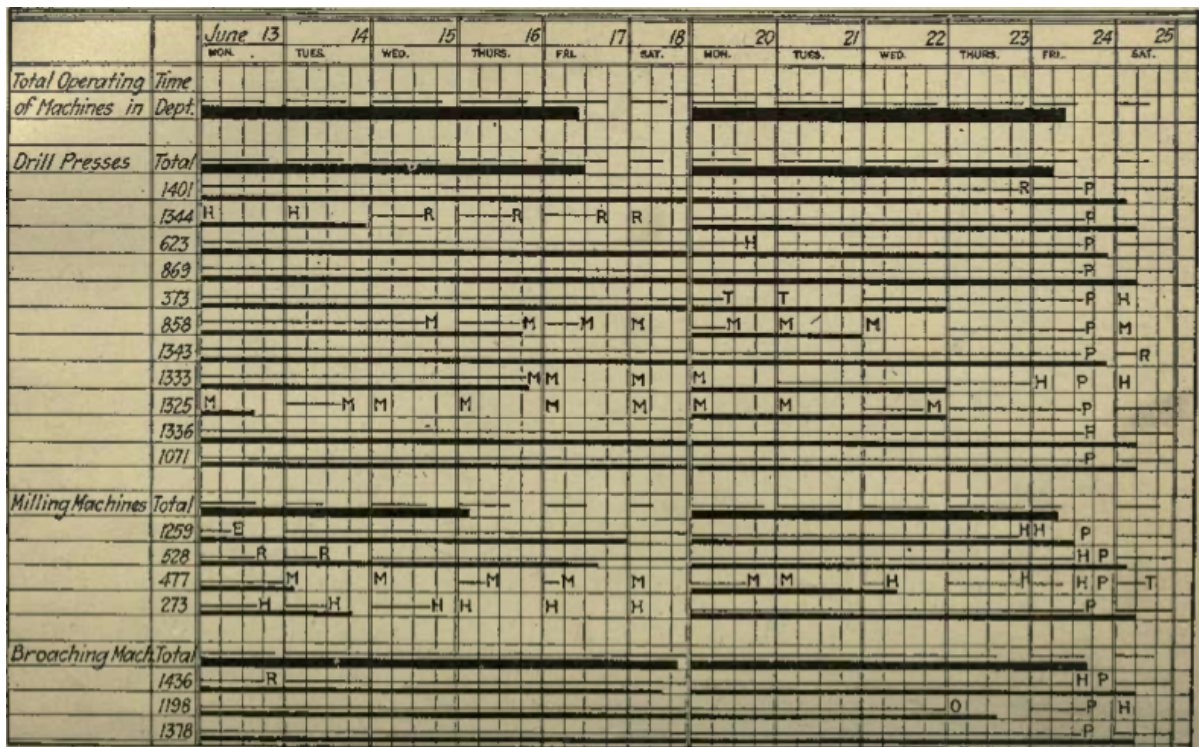 June 13 14 15 16 17 18 20 21 22 23 24 25
MON. TUES. WED. THURS. FRI. SAT. MON. TUES. WED. THURS. FRI. SAT.
Total Operating Time
of Machines in Dept.
Drill Presses Total
1401 R P
1344 H H R R R R P
623 H P
869 P
373 T T P H
858 M M M M M M M P M
1343 P R
1333 M M M M H P H
1325 M M M M M M M M M P
1336 H
1071 P
Milling Machines Total
1259 E H H P
528 R R H P
477 M M M M M M M H H H P T
273 H H H H H H P
Broaching Mach. Total
1436 R H P
1198 O P H
1378 P